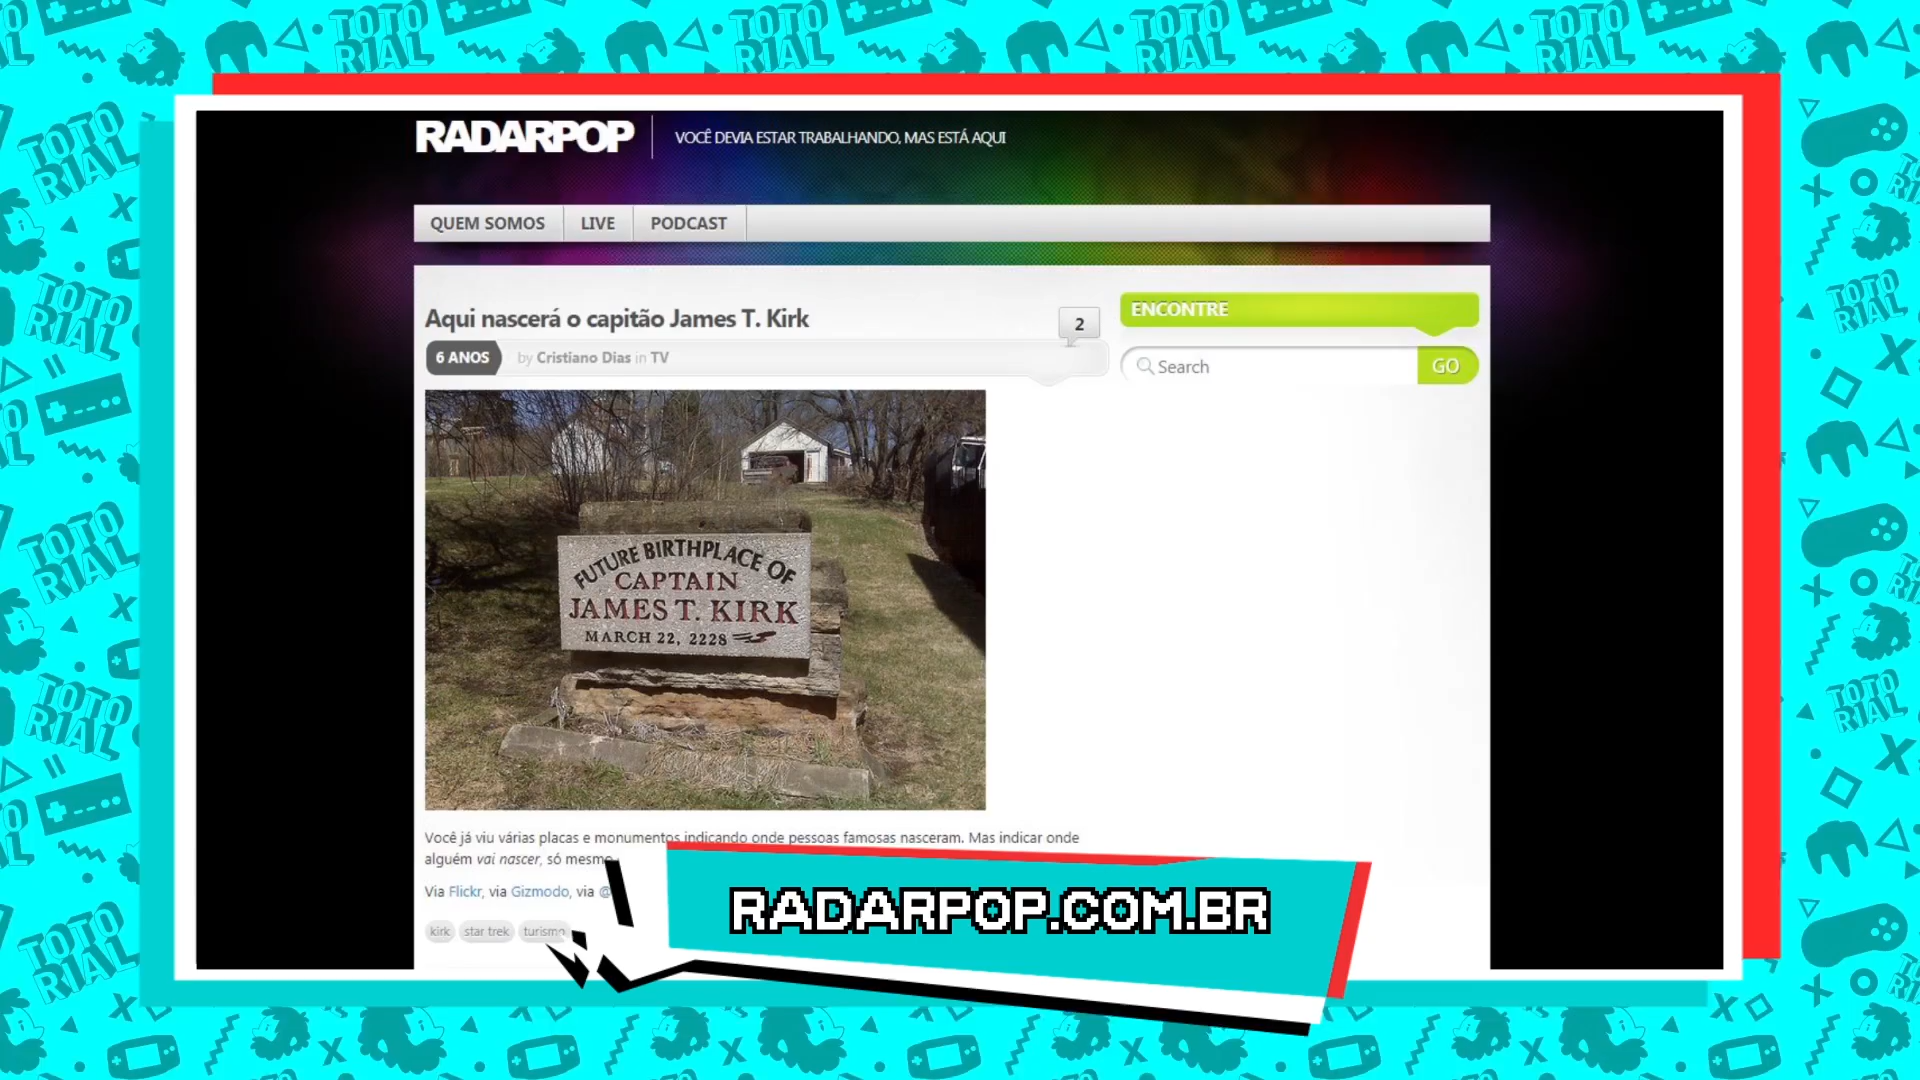 RADARPOP
VOCÊ DEVIA ESTAR TRABALHANDO, MAS ESTÁ AQUI
QUEM SOMOS
LIVE
PODCAST
Aqui nascerá o capitão James T. Kirk
2
6 ANOS
by Cristiano Dias in TV
ENCONTRE
Search
GO
FUTURE BIRTHPLACE OF
CAPTAIN
JAMES T. KIRK
MARCH 22, 2228
Você já viu várias placas e monumentos indicando onde pessoas famosas nasceram. Mas indicar onde
alguém vai nascer, só mesmo
Via Flickr, via Gizmodo, via @
kirk
star trek
turismo
RADARPOP.COM.BR
TOTO
RIAL